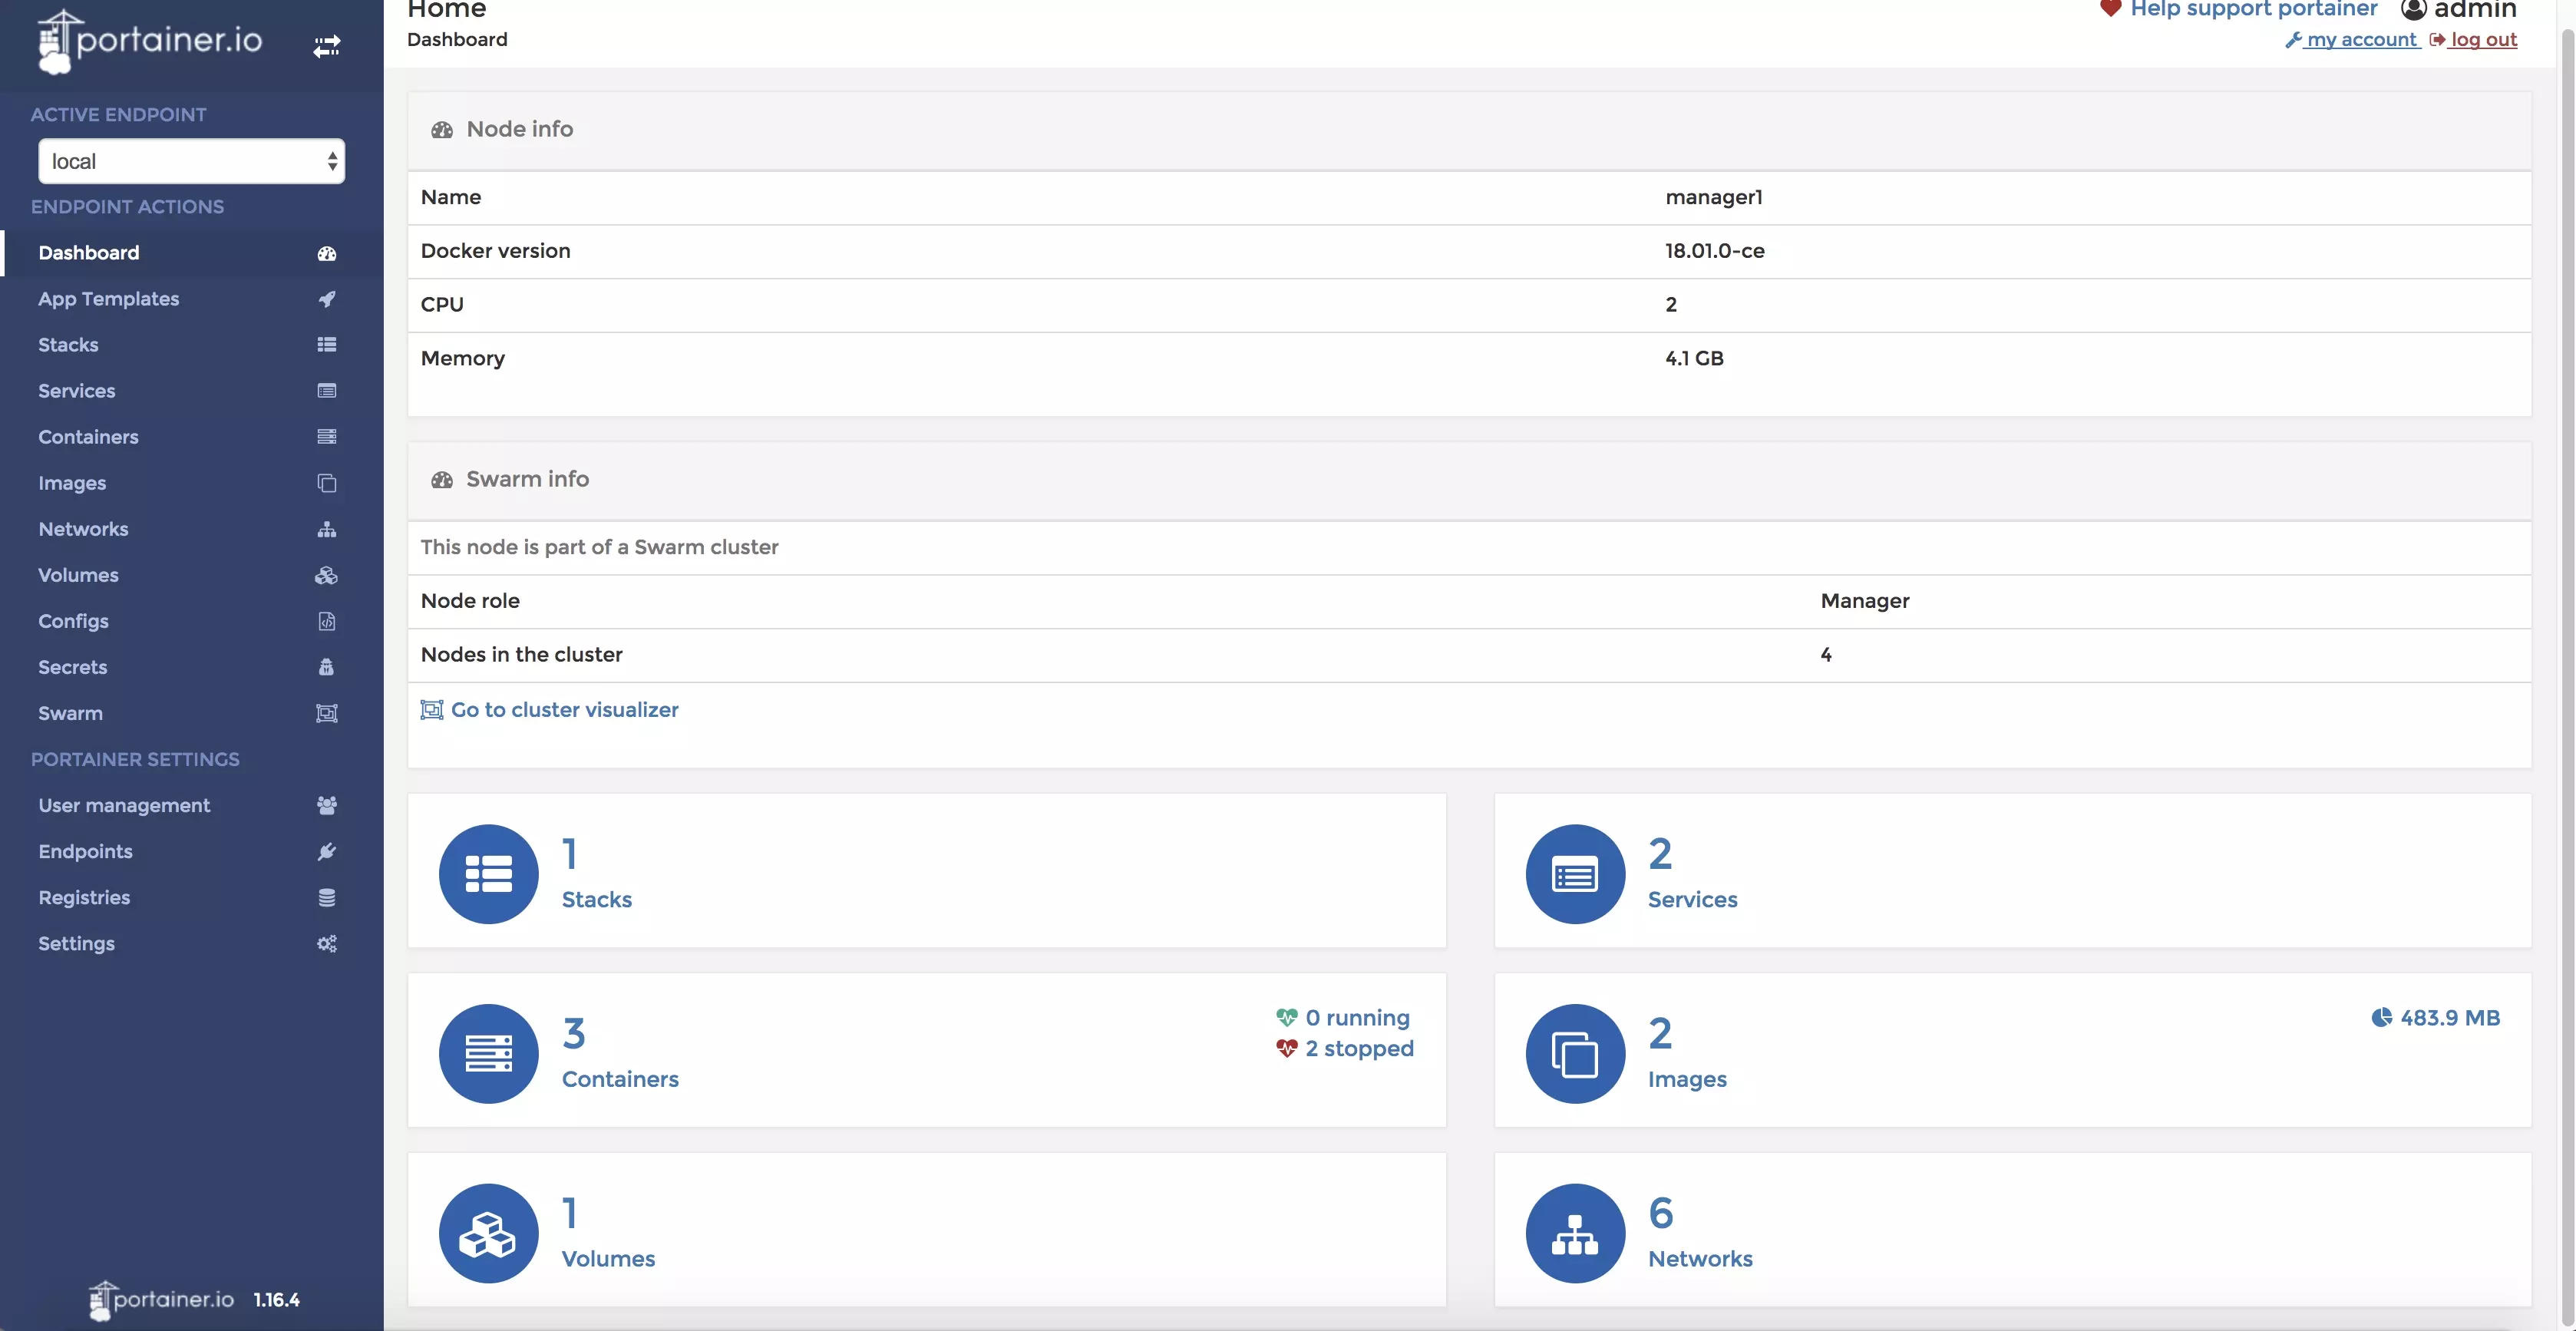 portainer.io
ACTIVE ENDPOINT
local
ENDPOINT ACTIONS
Dashboard
App Templates
Stacks
Services
Containers
Images
Networks
Volumes
Configs
Secrets
Swarm
PORTAINER SETTINGS
User management
Endpoints
Registries
Settings
portainer.io 1.16.4
Home
Dashboard
Help support portainer admin
my account log out
Node info
Name manager1
Docker version 18.01.0-ce
CPU 2
Memory 4.1 GB
Swarm info
This node is part of a Swarm cluster
Node role Manager
Nodes in the cluster 4
Go to cluster visualizer
1
Stacks
2
Services
3
Containers
0 running
2 stopped
2
Images
483.9 MB
1
Volumes
6
Networks